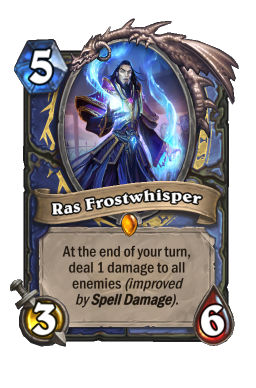 5
Ras Frostwhisper
At the end of your turn,
deal 1 damage to all
enemies (improved
by Spell Damage).
3
6